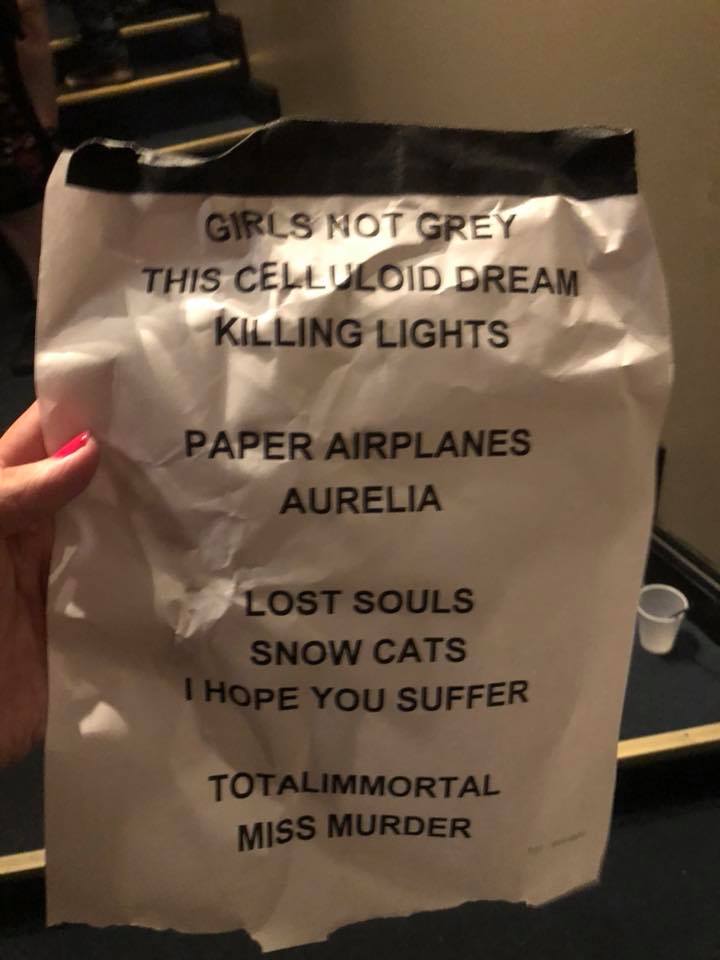 GIRLS NOT GREY
THIS CELLULOID DREAM
KILLING LIGHTS
PAPER AIRPLANES
AURELIA
LOST SOULS
SNOW CATS
I HOPE YOU SUFFER
TOTALIMMORTAL
MISS MURDER